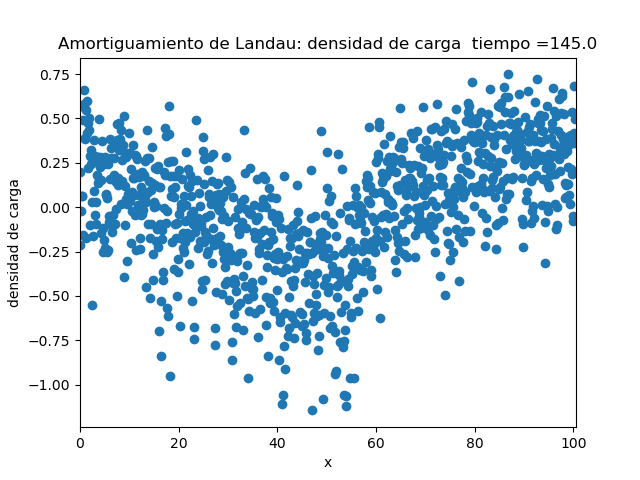 Amortiguamiento de Landau: densidad de carga  tiempo =145.0
0.75
0.50
0.25
0.00
−0.25
−0.50
−0.75
−1.00
densidad de carga
0 20 40 60 80 100
x